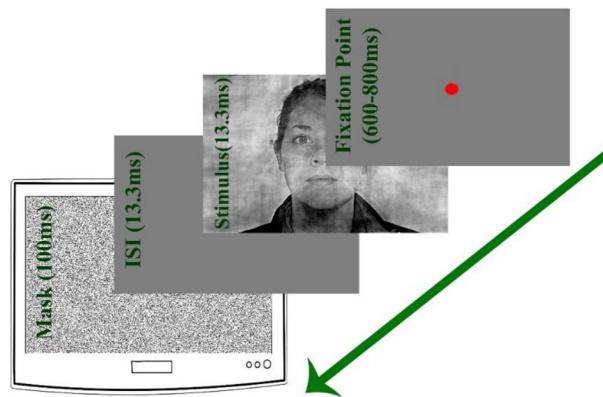 Fixation Point
(600-800ms)
Stimulus(13.3ms)
ISI (13.3ms)
Mask (100ms)